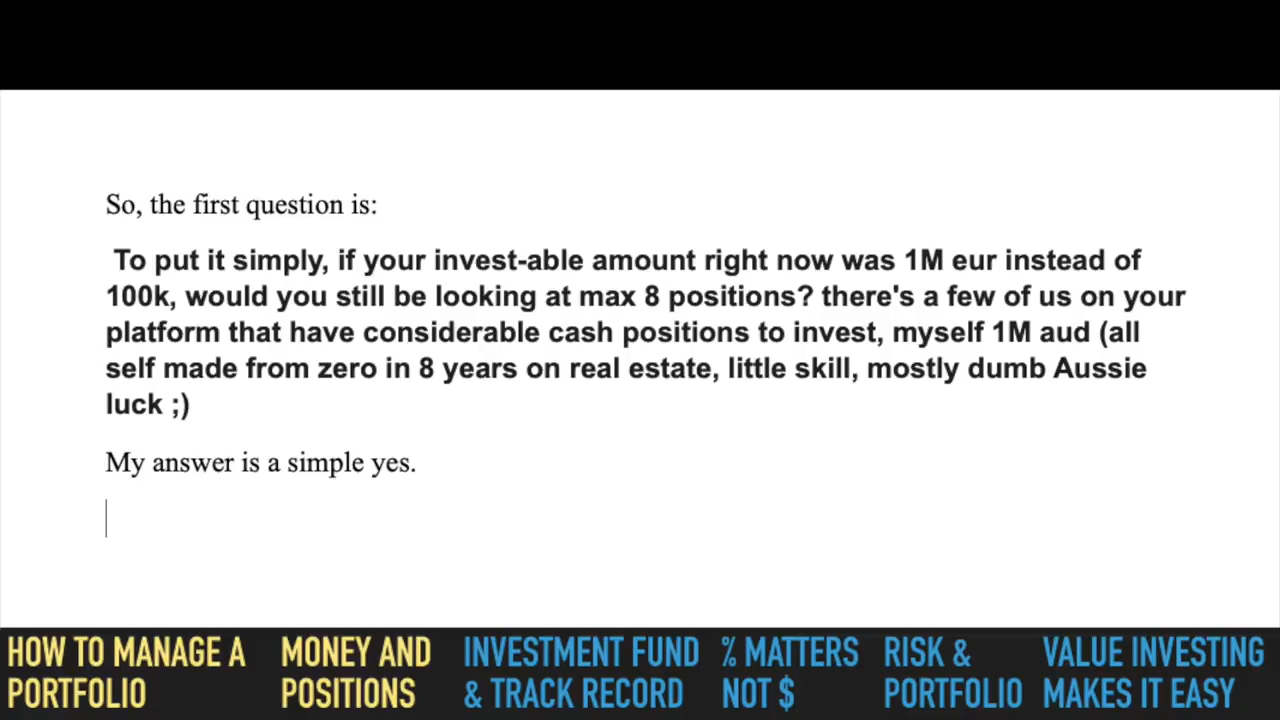 So, the first question is:
To put it simply, if your invest-able amount right now was 1M eur instead of
100k, would you still be looking at max 8 positions? there's a few of us on your
platform that have considerable cash positions to invest, myself 1M aud (all
self made from zero in 8 years on real estate, little skill, mostly dumb Aussie
luck ;)
My answer is a simple yes.
HOW TO MANAGE A
PORTFOLIO
MONEY AND
POSITIONS
INVESTMENT FUND
& TRACK RECORD
% MATTERS
NOT $
RISK &
PORTFOLIO
VALUE INVESTING
MAKES IT EASY